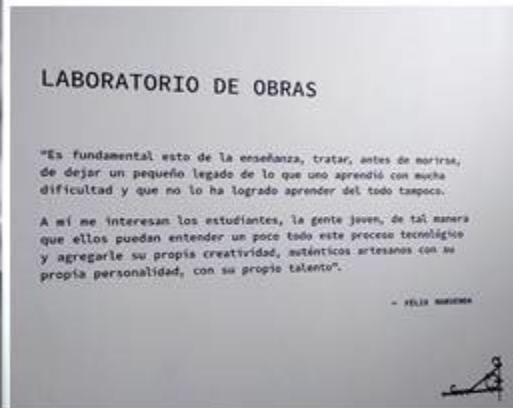 LABORATORIO DE OBRAS
"Es fundamental esto de la enseñanza, tratar, antes de morirse,
de dejar un pequeño legado de lo que uno aprendió con mucha
dificultad y que no lo ha logrado aprender del todo tampoco.
A mí me interesan los estudiantes, la gente joven, de tal manera
que ellos puedan entender un poco todo este proceso tecnológico
y agregarle su propia creatividad, auténticos artesanos con su
propia personalidad, con su propio talento".
– FÉLIX